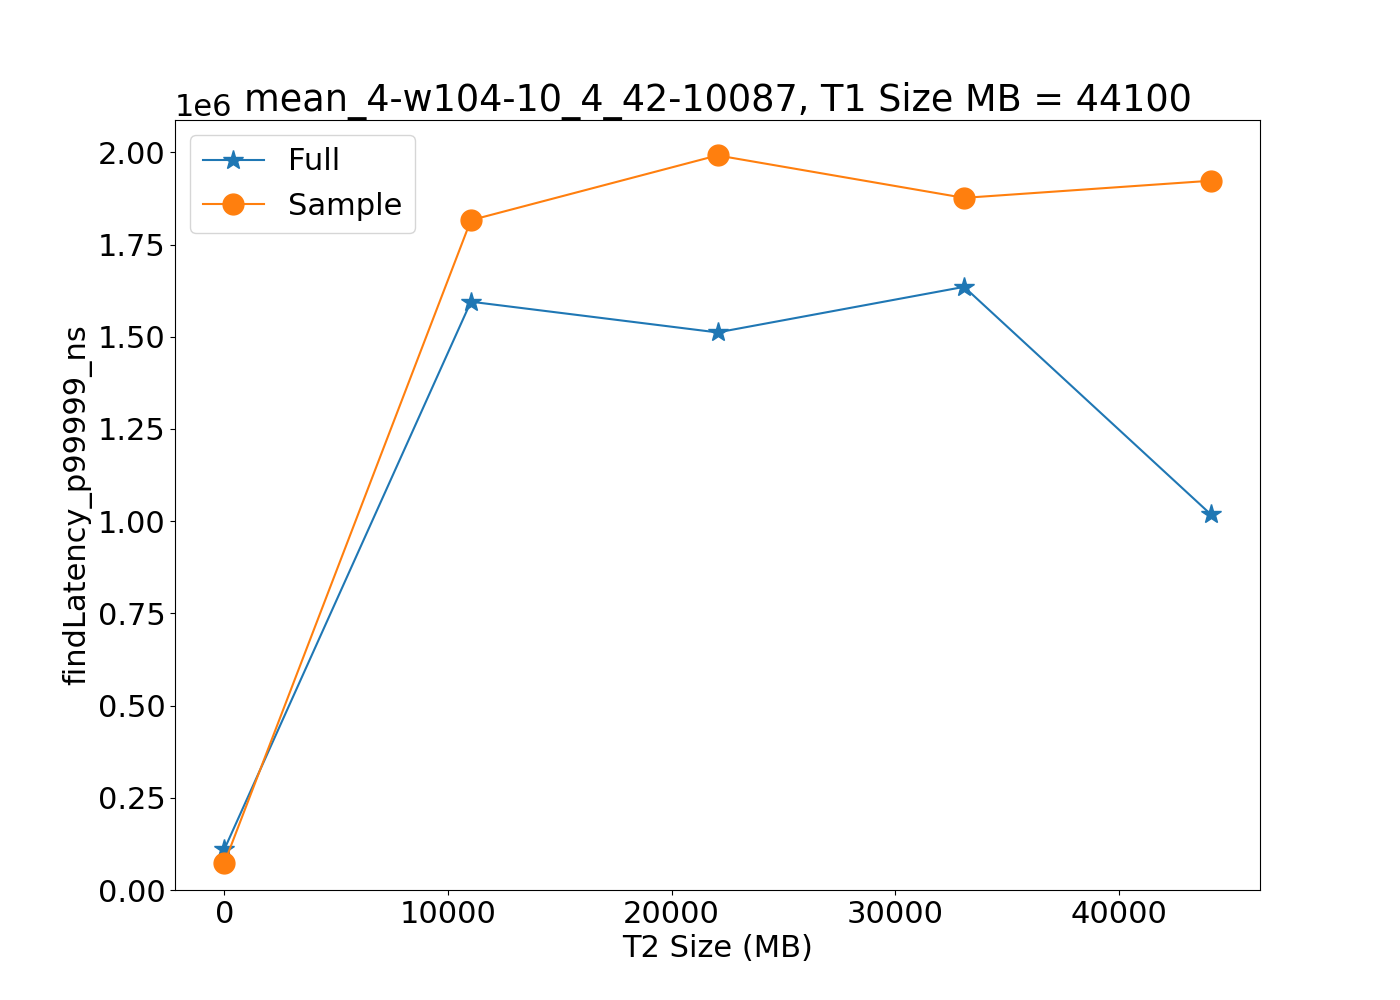 1e6 mean_4-w104-10_4_42-10087, T1 Size MB = 44100
Full
Sample
2.00
1.75
1.50
1.25
1.00
0.75
0.50
0.25
0.00
findLatency_p99999_ns
0 10000 20000 30000 40000
T2 Size (MB)